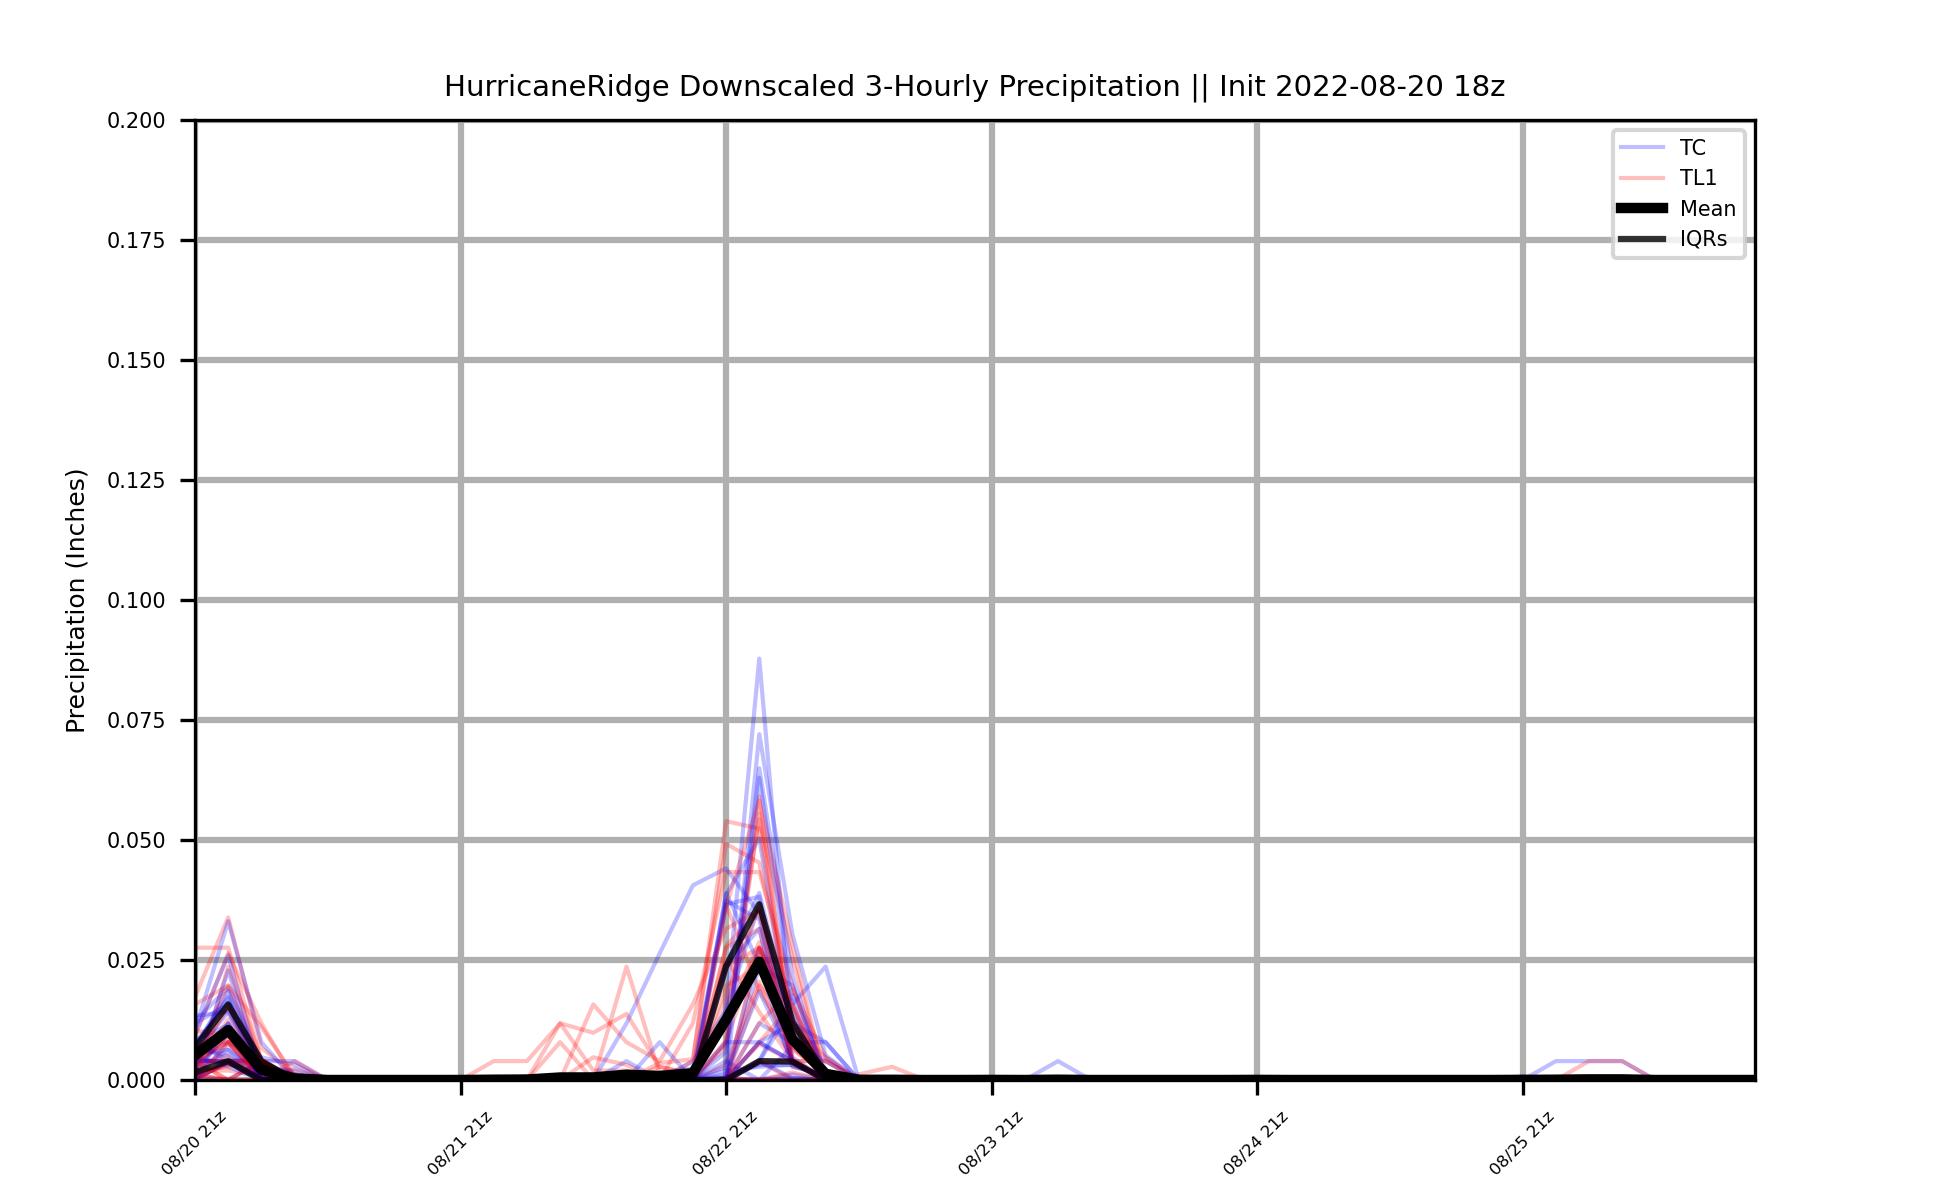 HurricaneRidge Downscaled 3-Hourly Precipitation || Init 2022-08-20 18z
Precipitation (Inches)
0.200
0.175
0.150
0.125
0.100
0.075
0.050
0.025
0.000
TC
TL1
Mean
IQRs
08/20 21z
08/21 21z
08/22 21z
08/23 21z
08/24 21z
08/25 21z